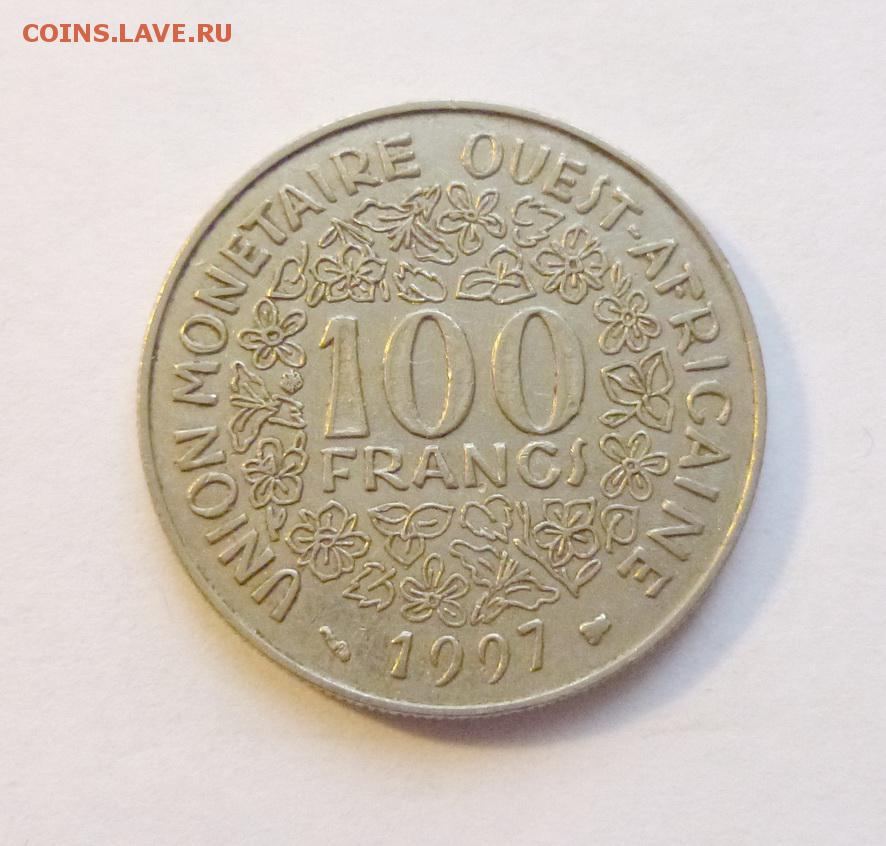 COINS.LAVE.RU
UNION MONETAIRE OUEST-AFRICAINE
100
FRANCS
1997